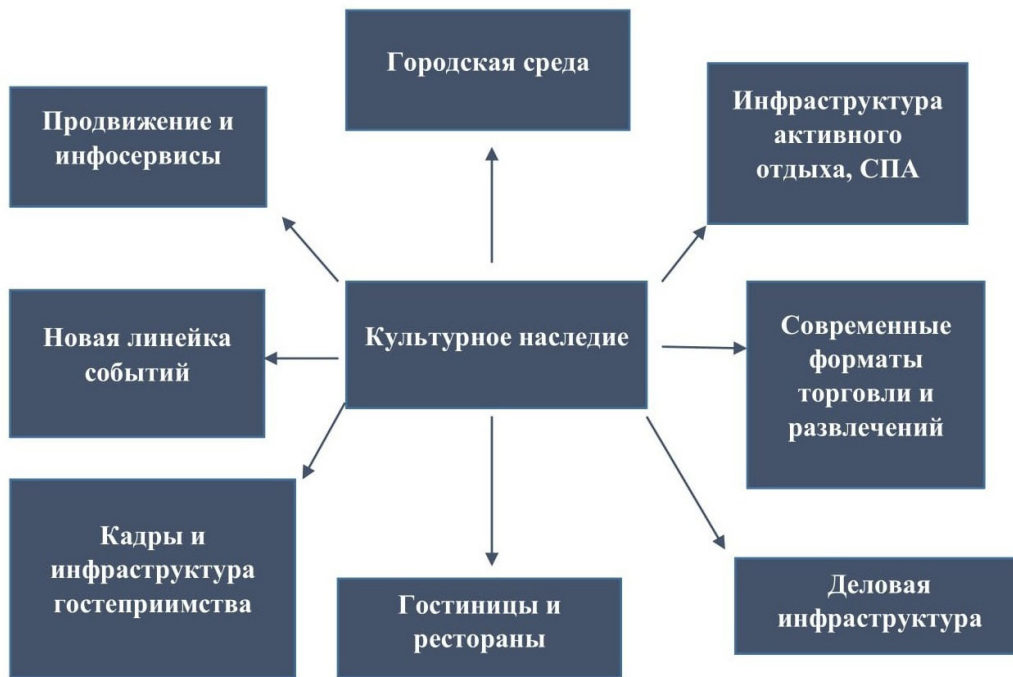 Городская среда
Продвижение и
инфосервисы
Инфраструктура
активного
отдыха, СПА
Новая линейка
событий
Культурное наследие
Современные
форматы
торговли и
развлечений
Кадры и
инфраструктура
гостеприимства
Гостиницы и
рестораны
Деловая
инфраструктура